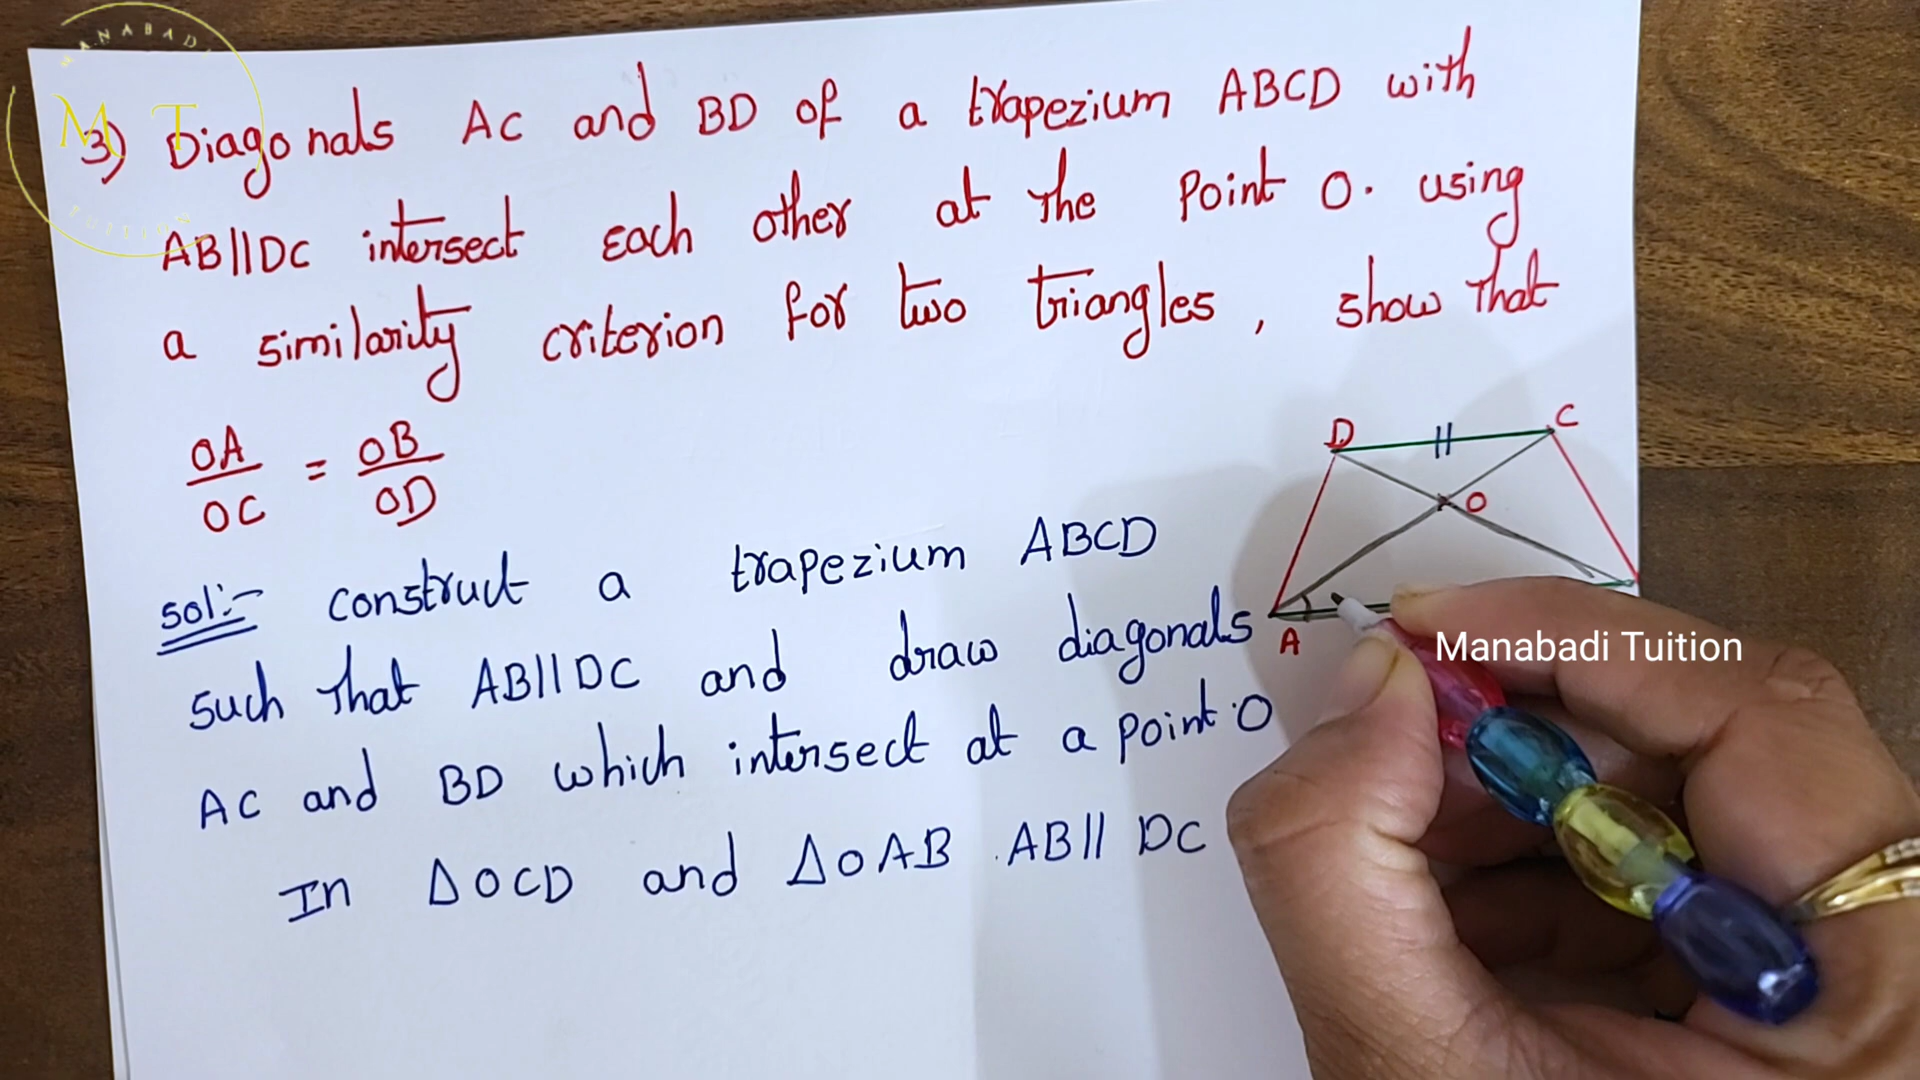 MANABADI
M T
TUITION
3) Diagonals AC and BD of a trapezium ABCD with
AB||DC intersect each other at the point O. using
a similarity criterion for two triangles, show that
OA/OC = OB/OD
D C
O
A
sol:- construct a trapezium ABCD
such that AB||DC and draw diagonals
AC and BD which intersect at a point O
In ΔOCD and ΔOAB AB|| DC
Manabadi Tuition